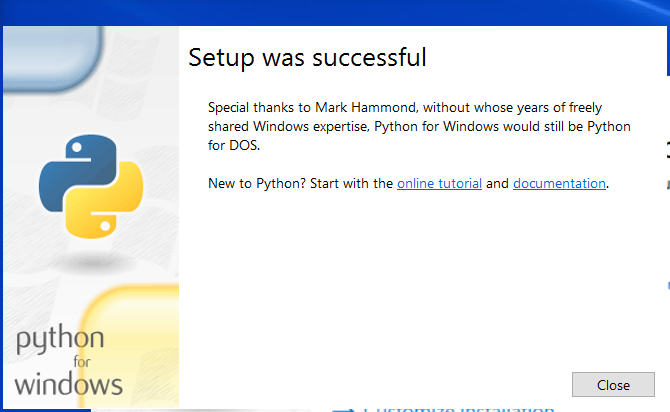 Setup was successful
Special thanks to Mark Hammond, without whose years of freely
shared Windows expertise, Python for Windows would still be Python
for DOS.
New to Python? Start with the online tutorial and documentation.
python
for
windows
Close
Customize installation